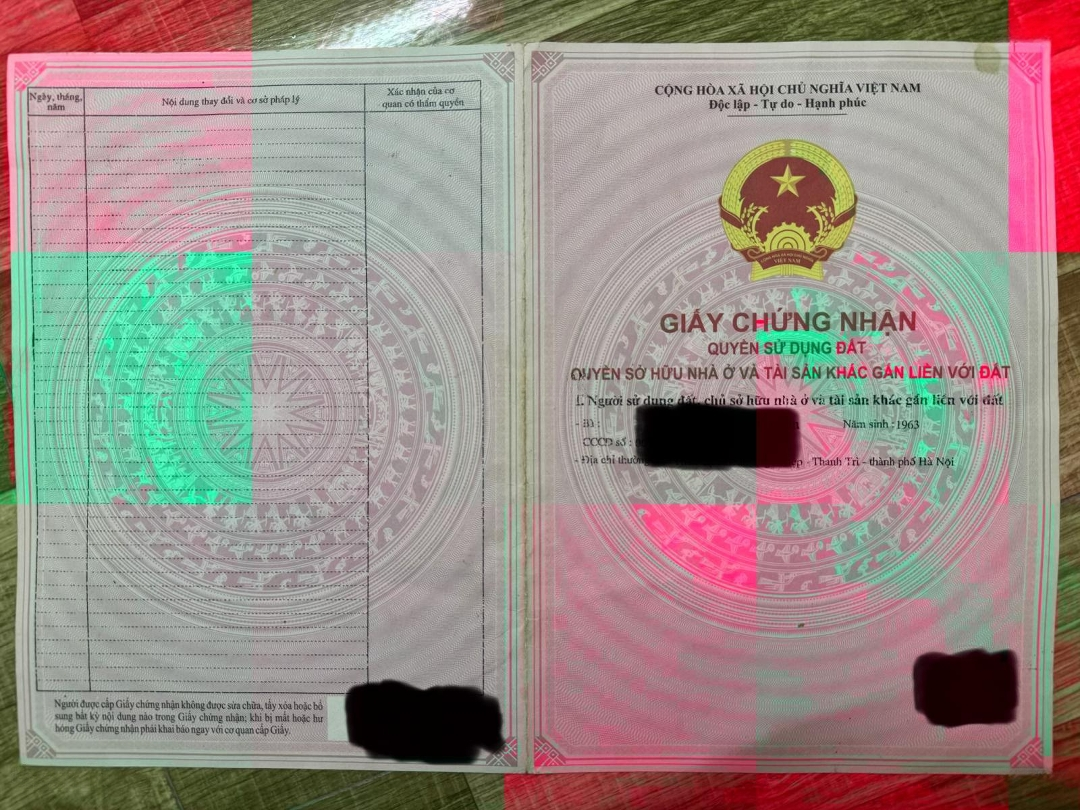 Ngày, tháng, năm
Nội dung thay đổi và cơ sở pháp lý
Xác nhận của cơ quan có thẩm quyền
Người được cấp Giấy chứng nhận không được sửa chữa, tẩy xóa hoặc bổ
sung bất kỳ nội dung nào trong Giấy chứng nhận; khi bị mất hoặc hư
hỏng Giấy chứng nhận phải khai báo ngay với cơ quan cấp Giấy.
CỘNG HÒA XÃ HỘI CHỦ NGHĨA VIỆT NAM
Độc lập - Tự do - Hạnh phúc
VIỆT NAM
GIẤY CHỨNG NHẬN
QUYỀN SỬ DỤNG ĐẤT
QUYỀN SỞ HỮU NHÀ Ở VÀ TÀI SẢN KHÁC GẮN LIỀN VỚI ĐẤT
I. Người sử dụng đất, chủ sở hữu nhà ở và tài sản khác gắn liền với đất
- Bà : Năm sinh : 1963
CCCD số :
- Địa chỉ - Thanh Trì - thành phố Hà Nội